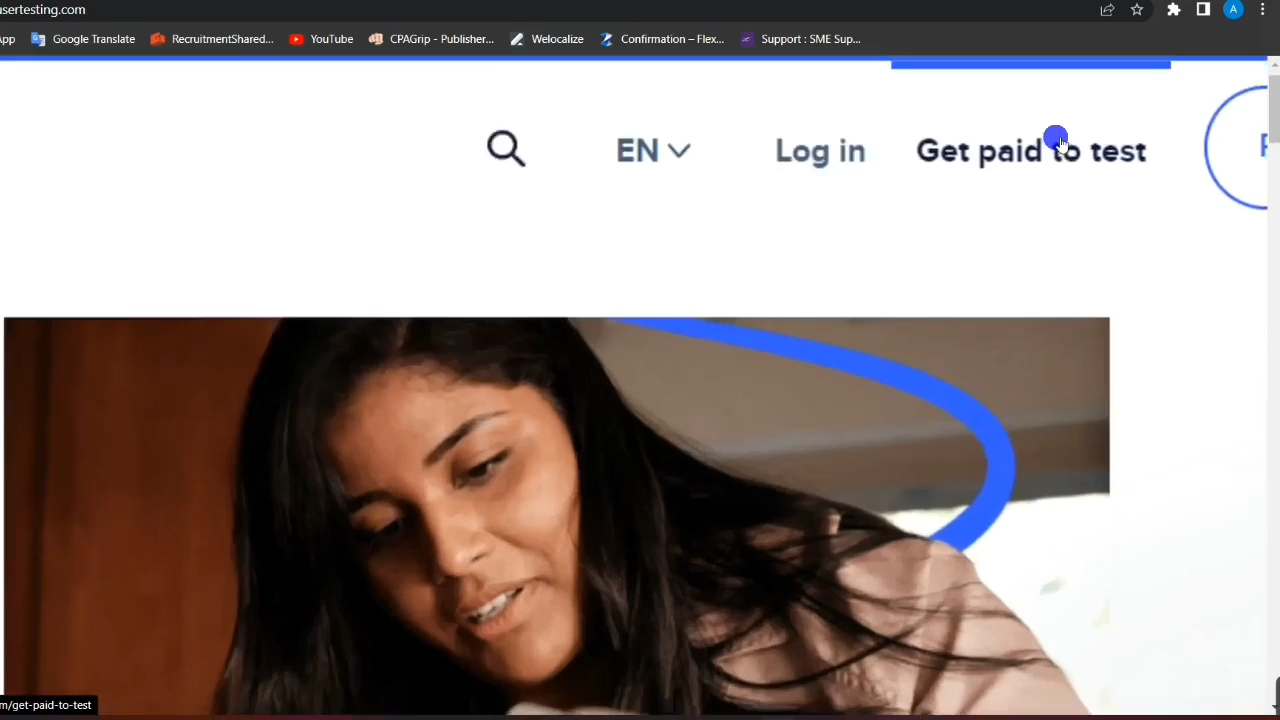 usertesting.com
App Google Translate RecruitmentShared... YouTube CPAGrip - Publisher... Welocalize Confirmation – Flex... Support : SME Sup...
EN Log in Get paid to test
m/get-paid-to-test